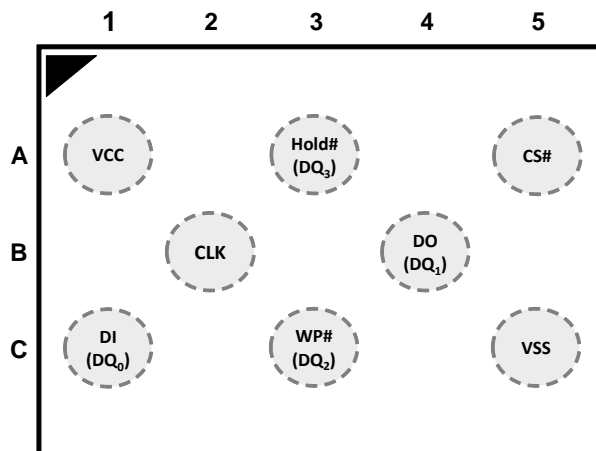 1 2 3 4 5
A VCC Hold# (DQ₃) CS#
B CLK DO (DQ₁)
C DI (DQ₀) WP# (DQ₂) VSS